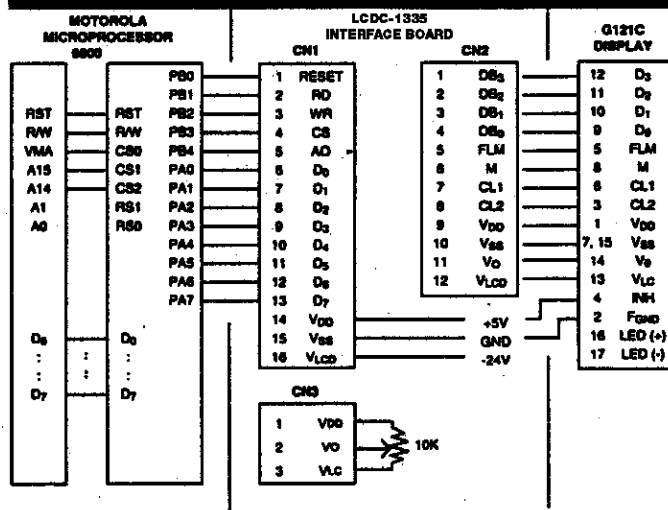 MOTOROLA
MICROPROCESSOR
6800
LCDC-1335
INTERFACE BOARD
G121C
DISPLAY
RST
R/W
VMA
A15
A14
A1
A0
D0
:
:
D7
:
:
RST
R/W
CS0
CS1
CS2
RS1
RS0
D0
:
:
D7
PB0
PB1
PB2
PB3
PB4
PA0
PA1
PA2
PA3
PA4
PA5
PA6
PA7
CN1
1 RESET
2 RD
3 WR
4 CS
5 AO
6 D0
7 D1
8 D2
9 D3
10 D4
11 D5
12 D6
13 D7
14 VDD
15 VSS
16 VLCD
CN3
1 VDD
2 VO
3 VLC
10K
CN2
1 DB3
2 DB2
3 DB1
4 DB0
5 FLM
6 M
7 CL1
8 CL2
9 VDD
10 VSS
11 VO
12 VLCD
+5V
GND
-24V
12 D3
11 D2
10 D1
9 D0
5 FLM
8 M
6 CL1
3 CL2
1 VDD
7, 15 VSS
14
13 VLC
4 INH
2 FGND
16 LED (+)
17 LED (-)